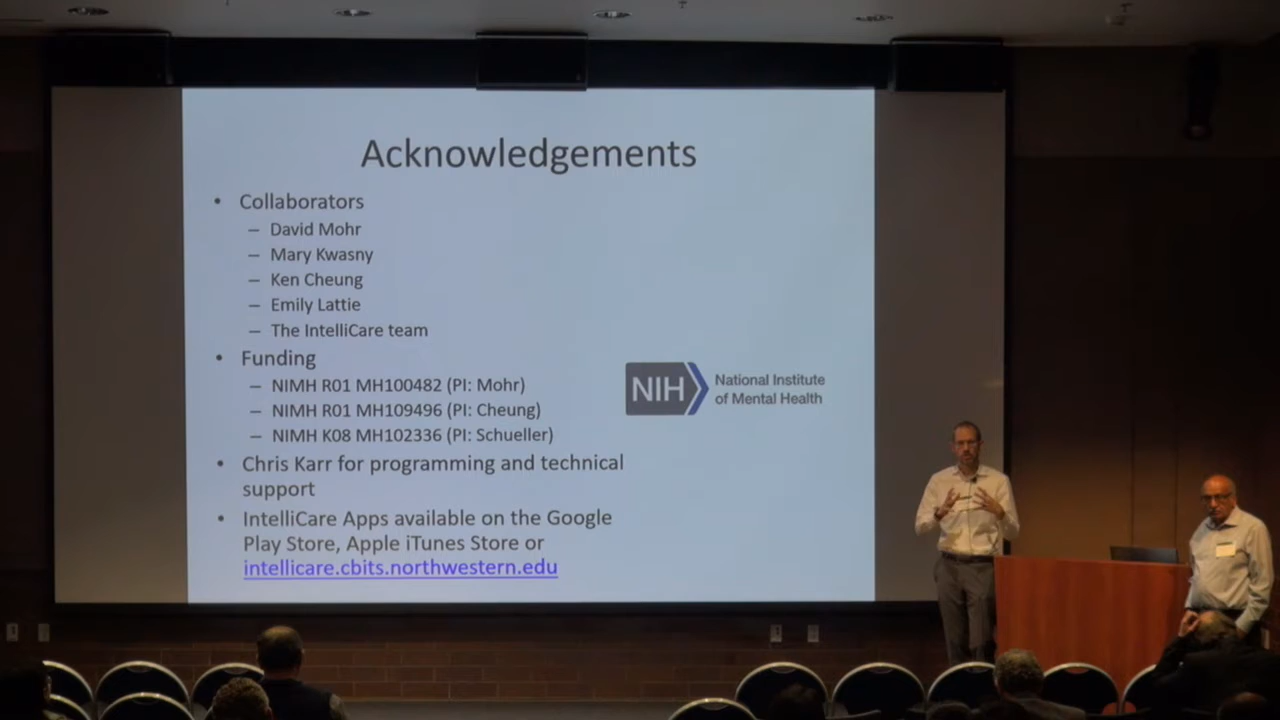 Acknowledgements
• Collaborators
– David Mohr
– Mary Kwasny
– Ken Cheung
– Emily Lattie
– The IntelliCare team
• Funding
– NIMH R01 MH100482 (PI: Mohr)
– NIMH R01 MH109496 (PI: Cheung)
– NIMH K08 MH102336 (PI: Schueller)
• Chris Karr for programming and technical
support
• IntelliCare Apps available on the Google
Play Store, Apple iTunes Store or
intellicare.cbits.northwestern.edu
NIH
National Institute
of Mental Health